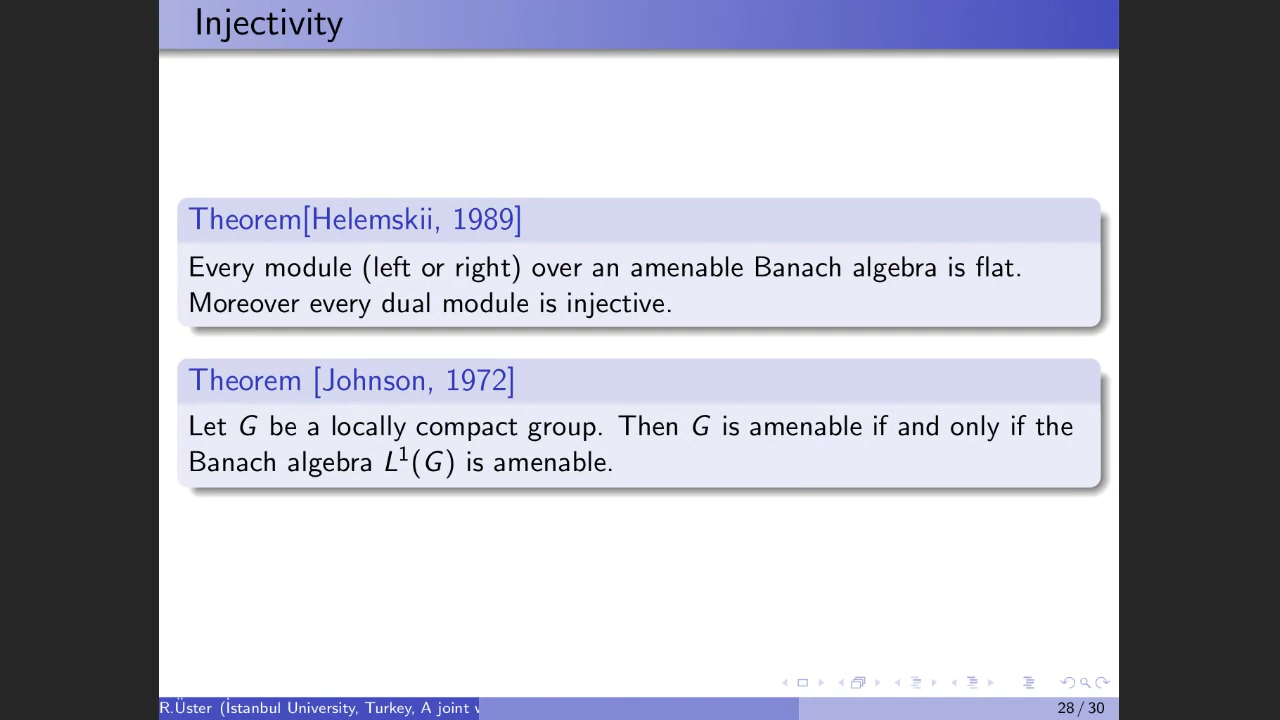 Injectivity
Theorem[Helemskii, 1989]
Every module (left or right) over an amenable Banach algebra is flat.
Moreover every dual module is injective.
Theorem [Johnson, 1972]
Let G be a locally compact group. Then G is amenable if and only if the
Banach algebra L¹(G) is amenable.
R.Üster (İstanbul University, Turkey, A joint
28 / 30